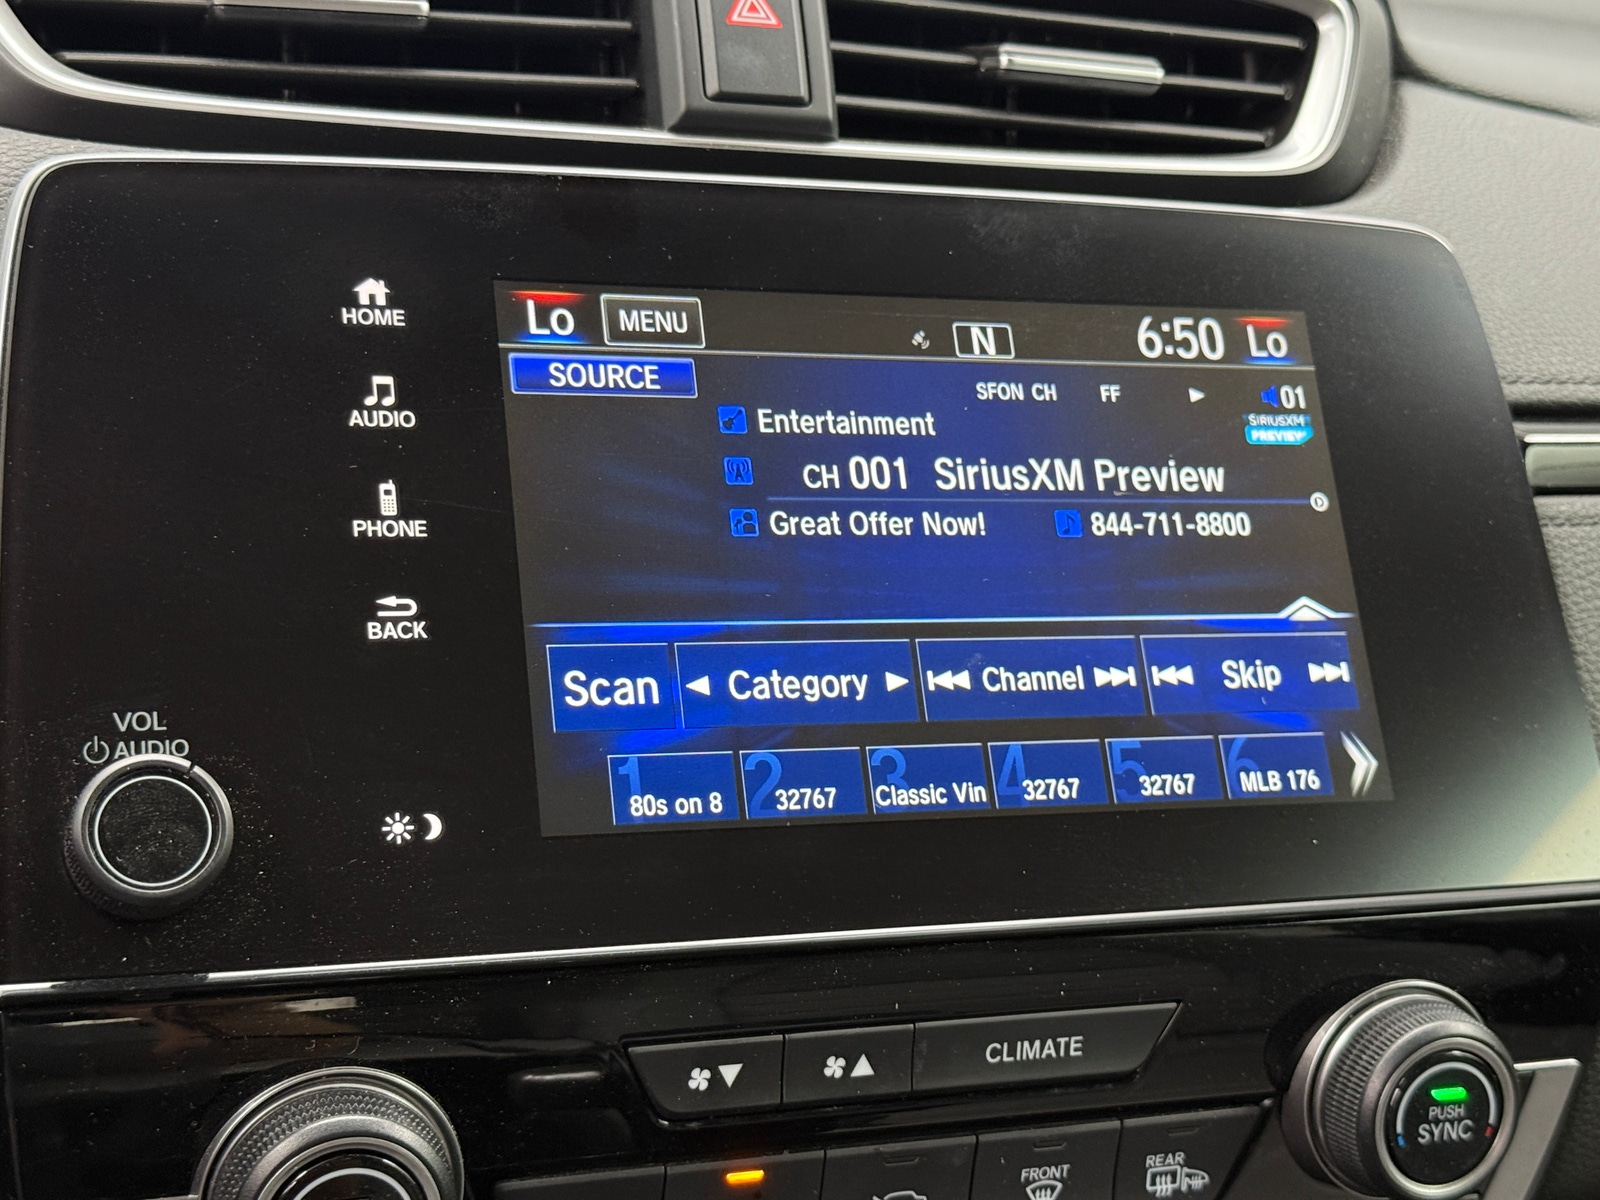 HOME
AUDIO
PHONE
BACK
VOL
AUDIO
Lo MENU N 6:50 Lo
SOURCE
SFON CH FF 01
SIRIUSXM
PREVIEW
Entertainment
CH 001 SiriusXM Preview
D
Great Offer Now! 844-711-8800
Scan Category Channel Skip
1 80s on 8
2 32767
3 Classic Vin
4 32767
5 32767
6 MLB 176
CLIMATE
PUSH
SYNC
FRONT
REAR